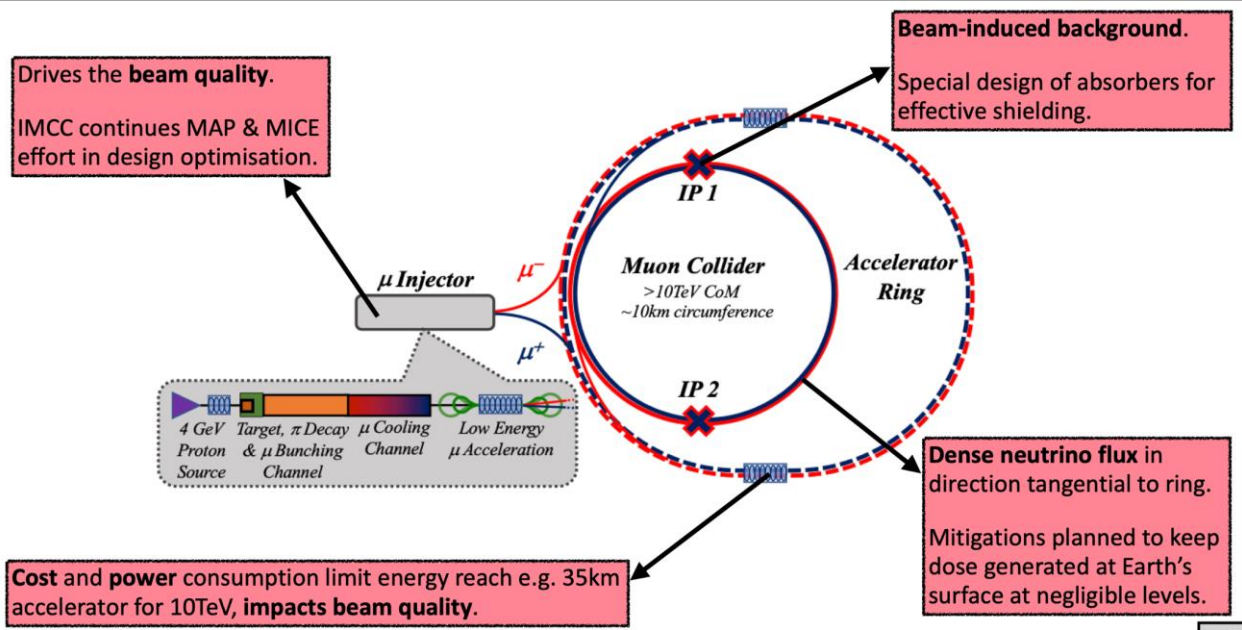 Drives the beam quality.
IMCC continues MAP & MICE
effort in design optimisation.
Beam-induced background.
Special design of absorbers for
effective shielding.
IP 1
μ Injector
μ⁻
μ⁺
Muon Collider
>10TeV CoM
~10km circumference
Accelerator
Ring
IP 2
4 GeV
Proton
Source
Target, π Decay
& μ Bunching
Channel
μ Cooling
Channel
Low Energy
μ Acceleration
Dense neutrino flux in
direction tangential to ring.
Mitigations planned to keep
dose generated at Earth's
surface at negligible levels.
Cost and power consumption limit energy reach e.g. 35km
accelerator for 10TeV, impacts beam quality.